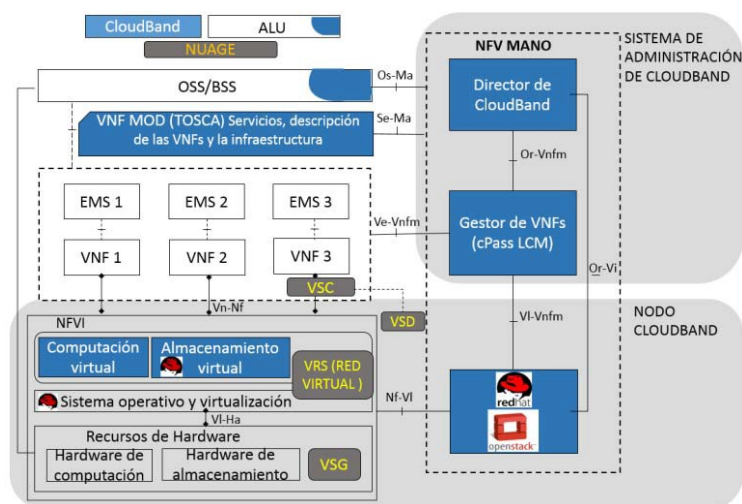 CloudBand
ALU
NUAGE
NFV MANO
SISTEMA DE
ADMINISTRACIÓN
DE CLOUDBAND
Os-Ma
OSS/BSS
Director de
CloudBand
VNF MOD (TOSCA) Servicios, descripción
de las VNFs y la infraestructura
Se-Ma
Or-Vnfm
EMS 1
EMS 2
EMS 3
Ve-Vnfm
Gestor de VNFs
(cPass LCM)
VNF 1
VNF 2
VNF 3
Or-Vi
VSC
Vn-Nf
VSD
Vl-Vnfm
NODO
CLOUDBAND
NFVI
Computación
virtual
Almacenamiento
virtual
VRS ( RED
VIRTUAL )
redhat
openstack
Sistema operativo y virtualización
Nf-Vl
Vl-Ha
Recursos de Hardware
Hardware de
computación
Hardware de
almacenamiento
VSG